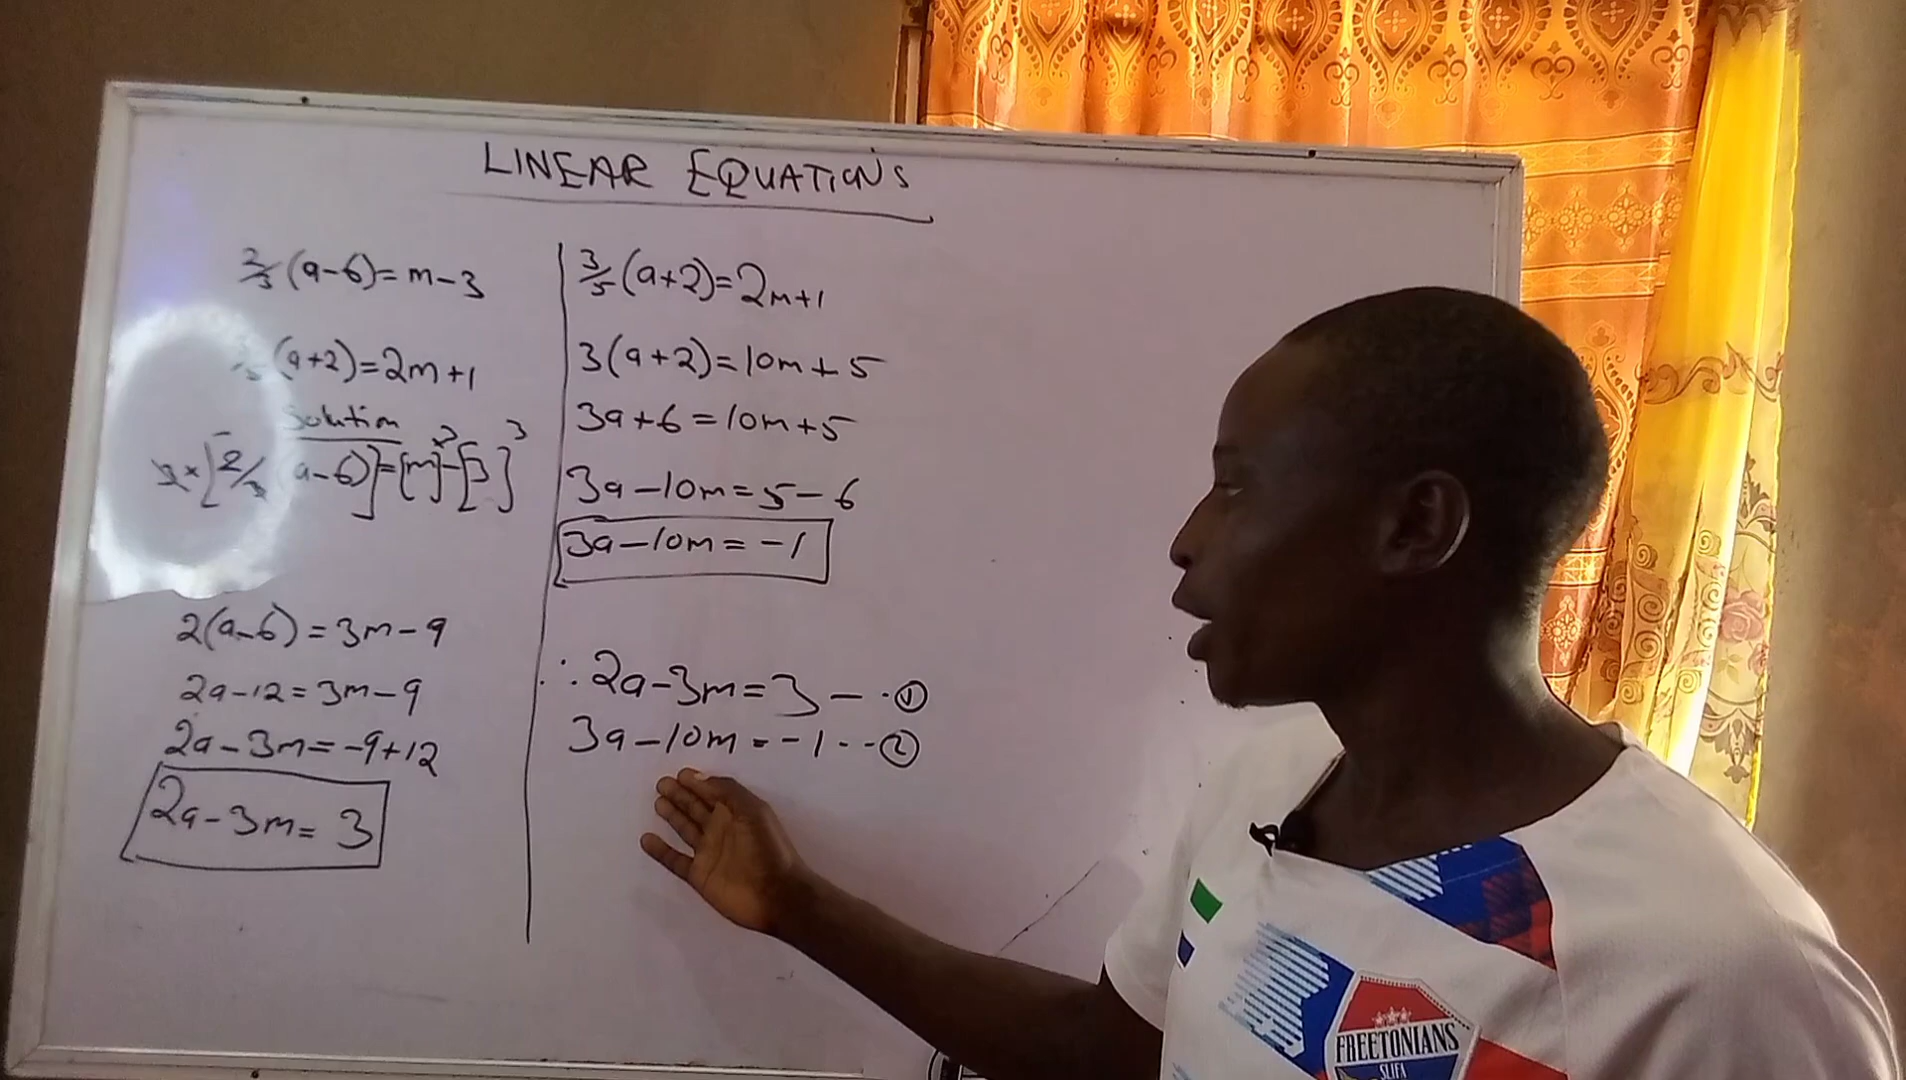 LINEAR EQUATIONS
2/3 (a-6) = m-3
(a+2) = 2m+1
Solution
[2/3 a-6)] = [m]×3 - [3]3
2(a-6) = 3m-9
2a-12 = 3m-9
2a-3m = -9+12
2a-3m = 3
3/5 (a+2) = 2m+1
3(a+2) = 10m+5
3a+6 = 10m+5
3a-10m = 5-6
3a-10m = -1
∴ 2a-3m = 3 - - ①
3a-10m = -1 - - ②
FREETONIANS
SLIFA